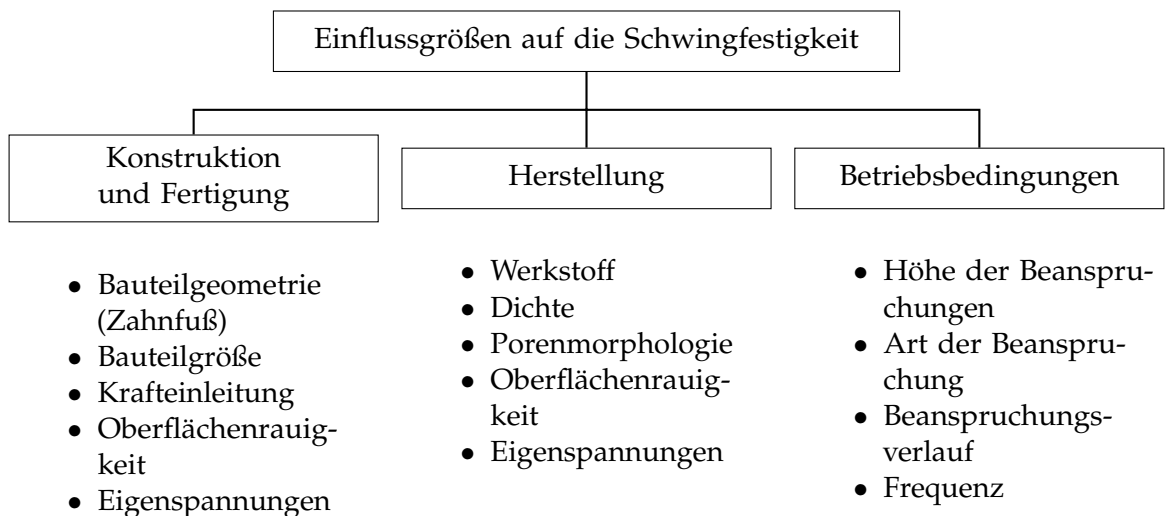 Einflussgrößen auf die Schwingfestigkeit
Konstruktion
und Fertigung
• Bauteilgeometrie
(Zahnfuß)
• Bauteilgröße
• Krafteinleitung
• Oberflächenrauig-
keit
• Eigenspannungen
Herstellung
• Werkstoff
• Dichte
• Porenmorphologie
• Oberflächenrauig-
keit
• Eigenspannungen
Betriebsbedingungen
• Höhe der Beanspru-
chungen
• Art der Beanspru-
chung
• Beanspruchungs-
verlauf
• Frequenz